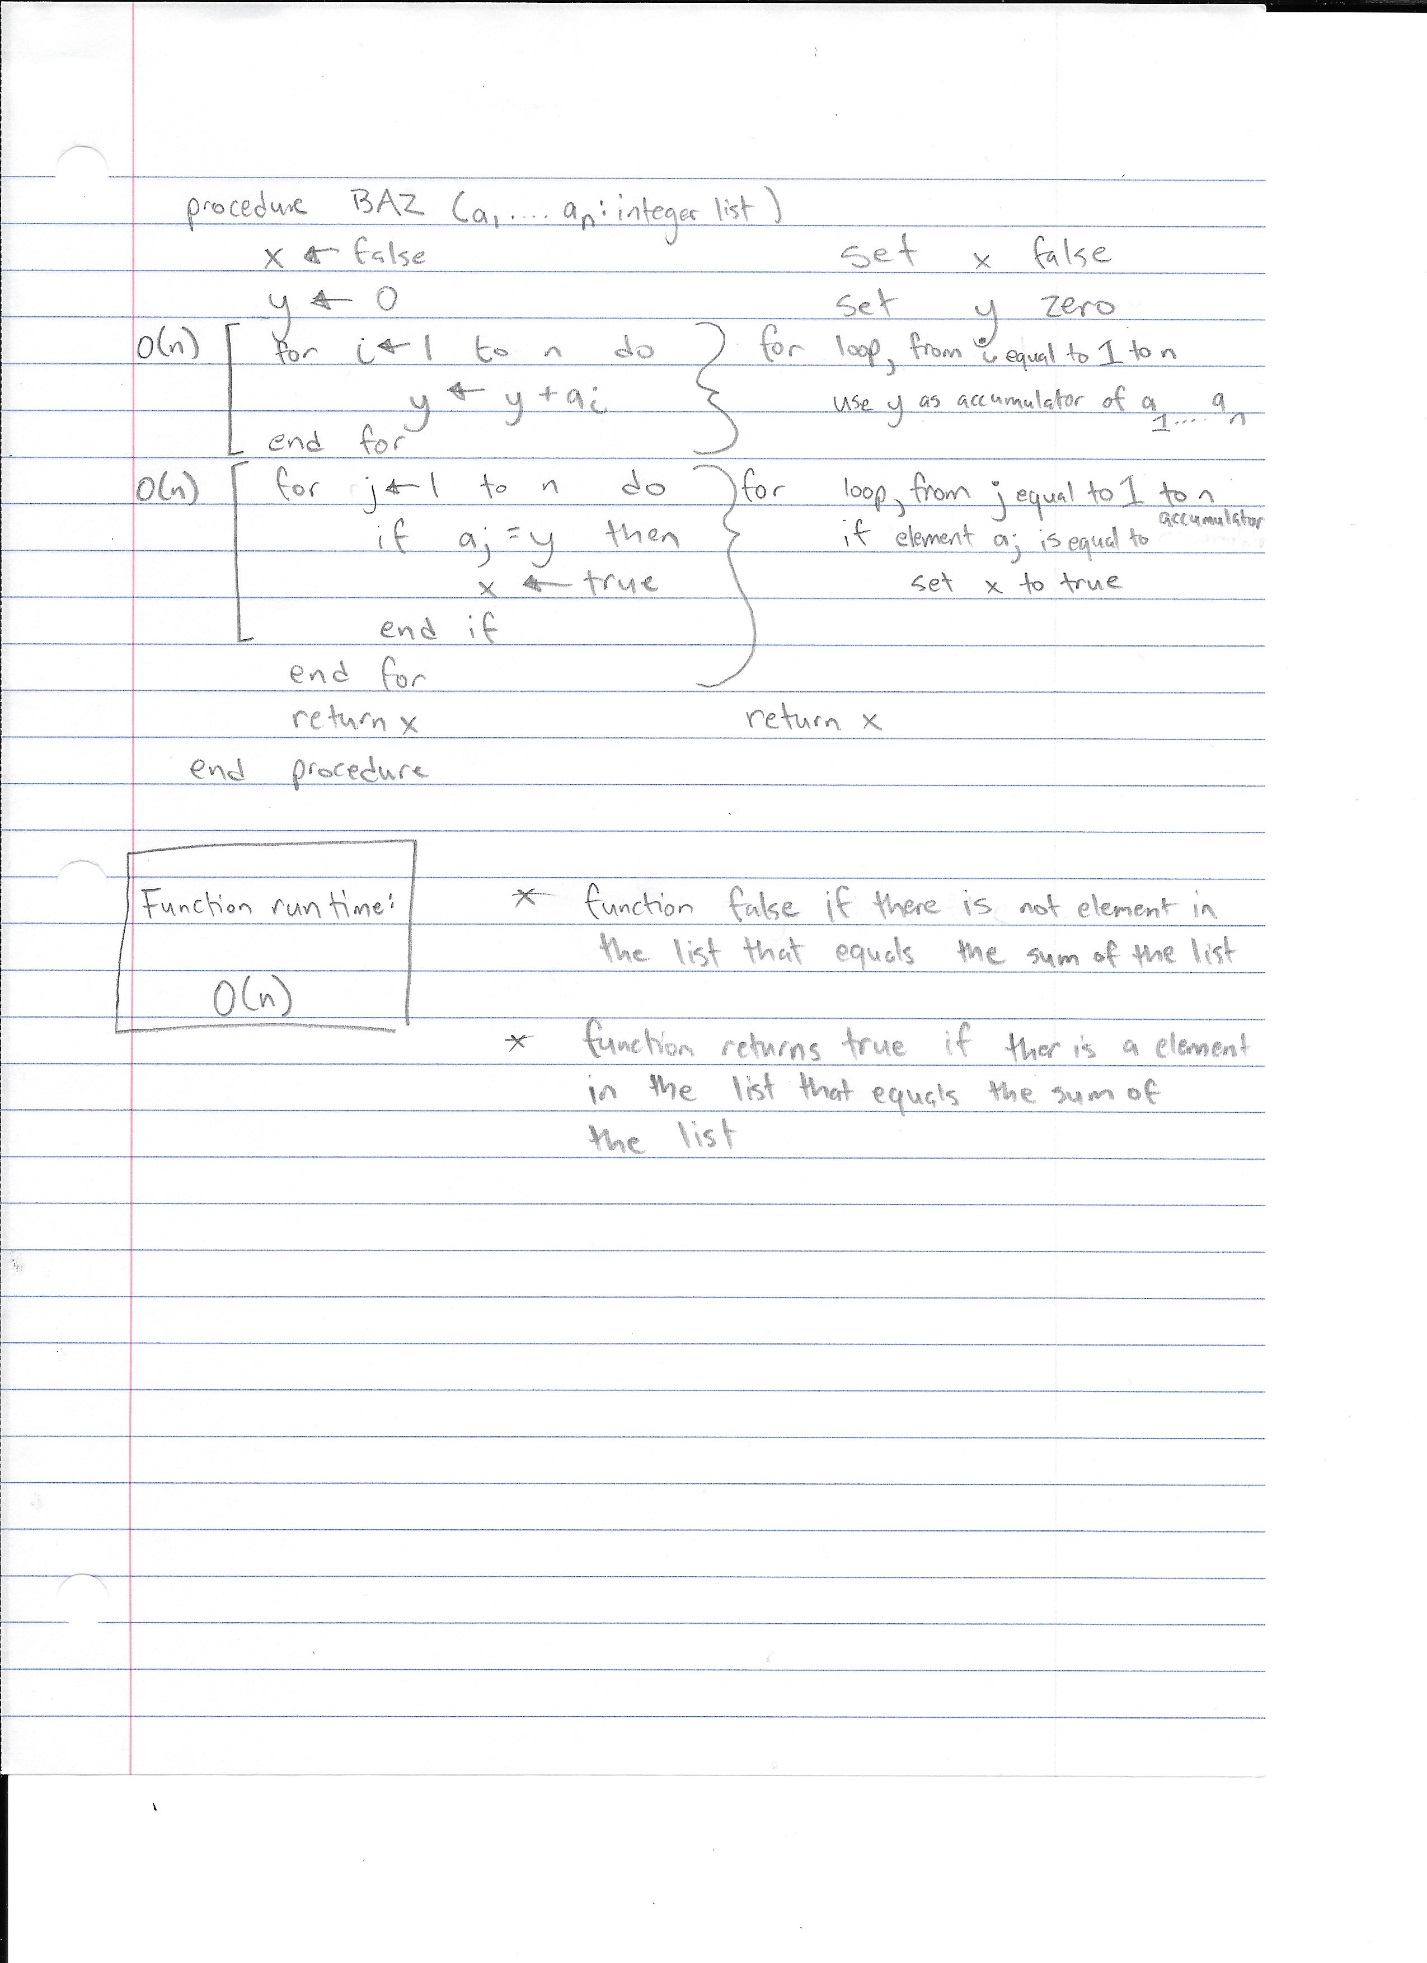 procedure BAZ (a₁.... aₙ: integer list)
x ← false set x false
y ← 0 set y zero
O(n) [ for i ← 1 to n do } for loop, from i equal to 1 to n
y ← y + aᵢ use y as accumulator of a₁.... aₙ
end for
O(n) [ for j ← 1 to n do } for loop, from j equal to 1 to n
if aⱼ = y then if element aⱼ is equal to accumulator
x ← true set x to true
end if
end for
return x return x
end procedure
Function run time:
O(n)
* function false if there is not element in
the list that equals the sum of the list
* function returns true if ther is a element
in the list that equals the sum of
the list